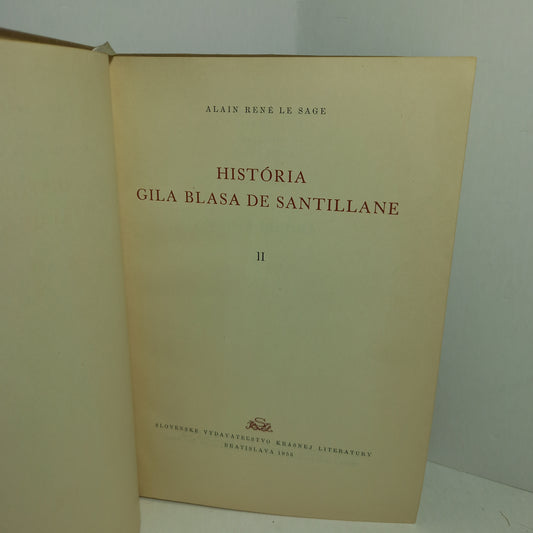 ALAIN RENÉ LE SAGE
HISTÓRIA
GILA BLASA DE SANTILLANE
II
SLOVENSKÉ VYDAVATEĽSTVO KRÁSNEJ LITERATÚRY
BRATISLAVA